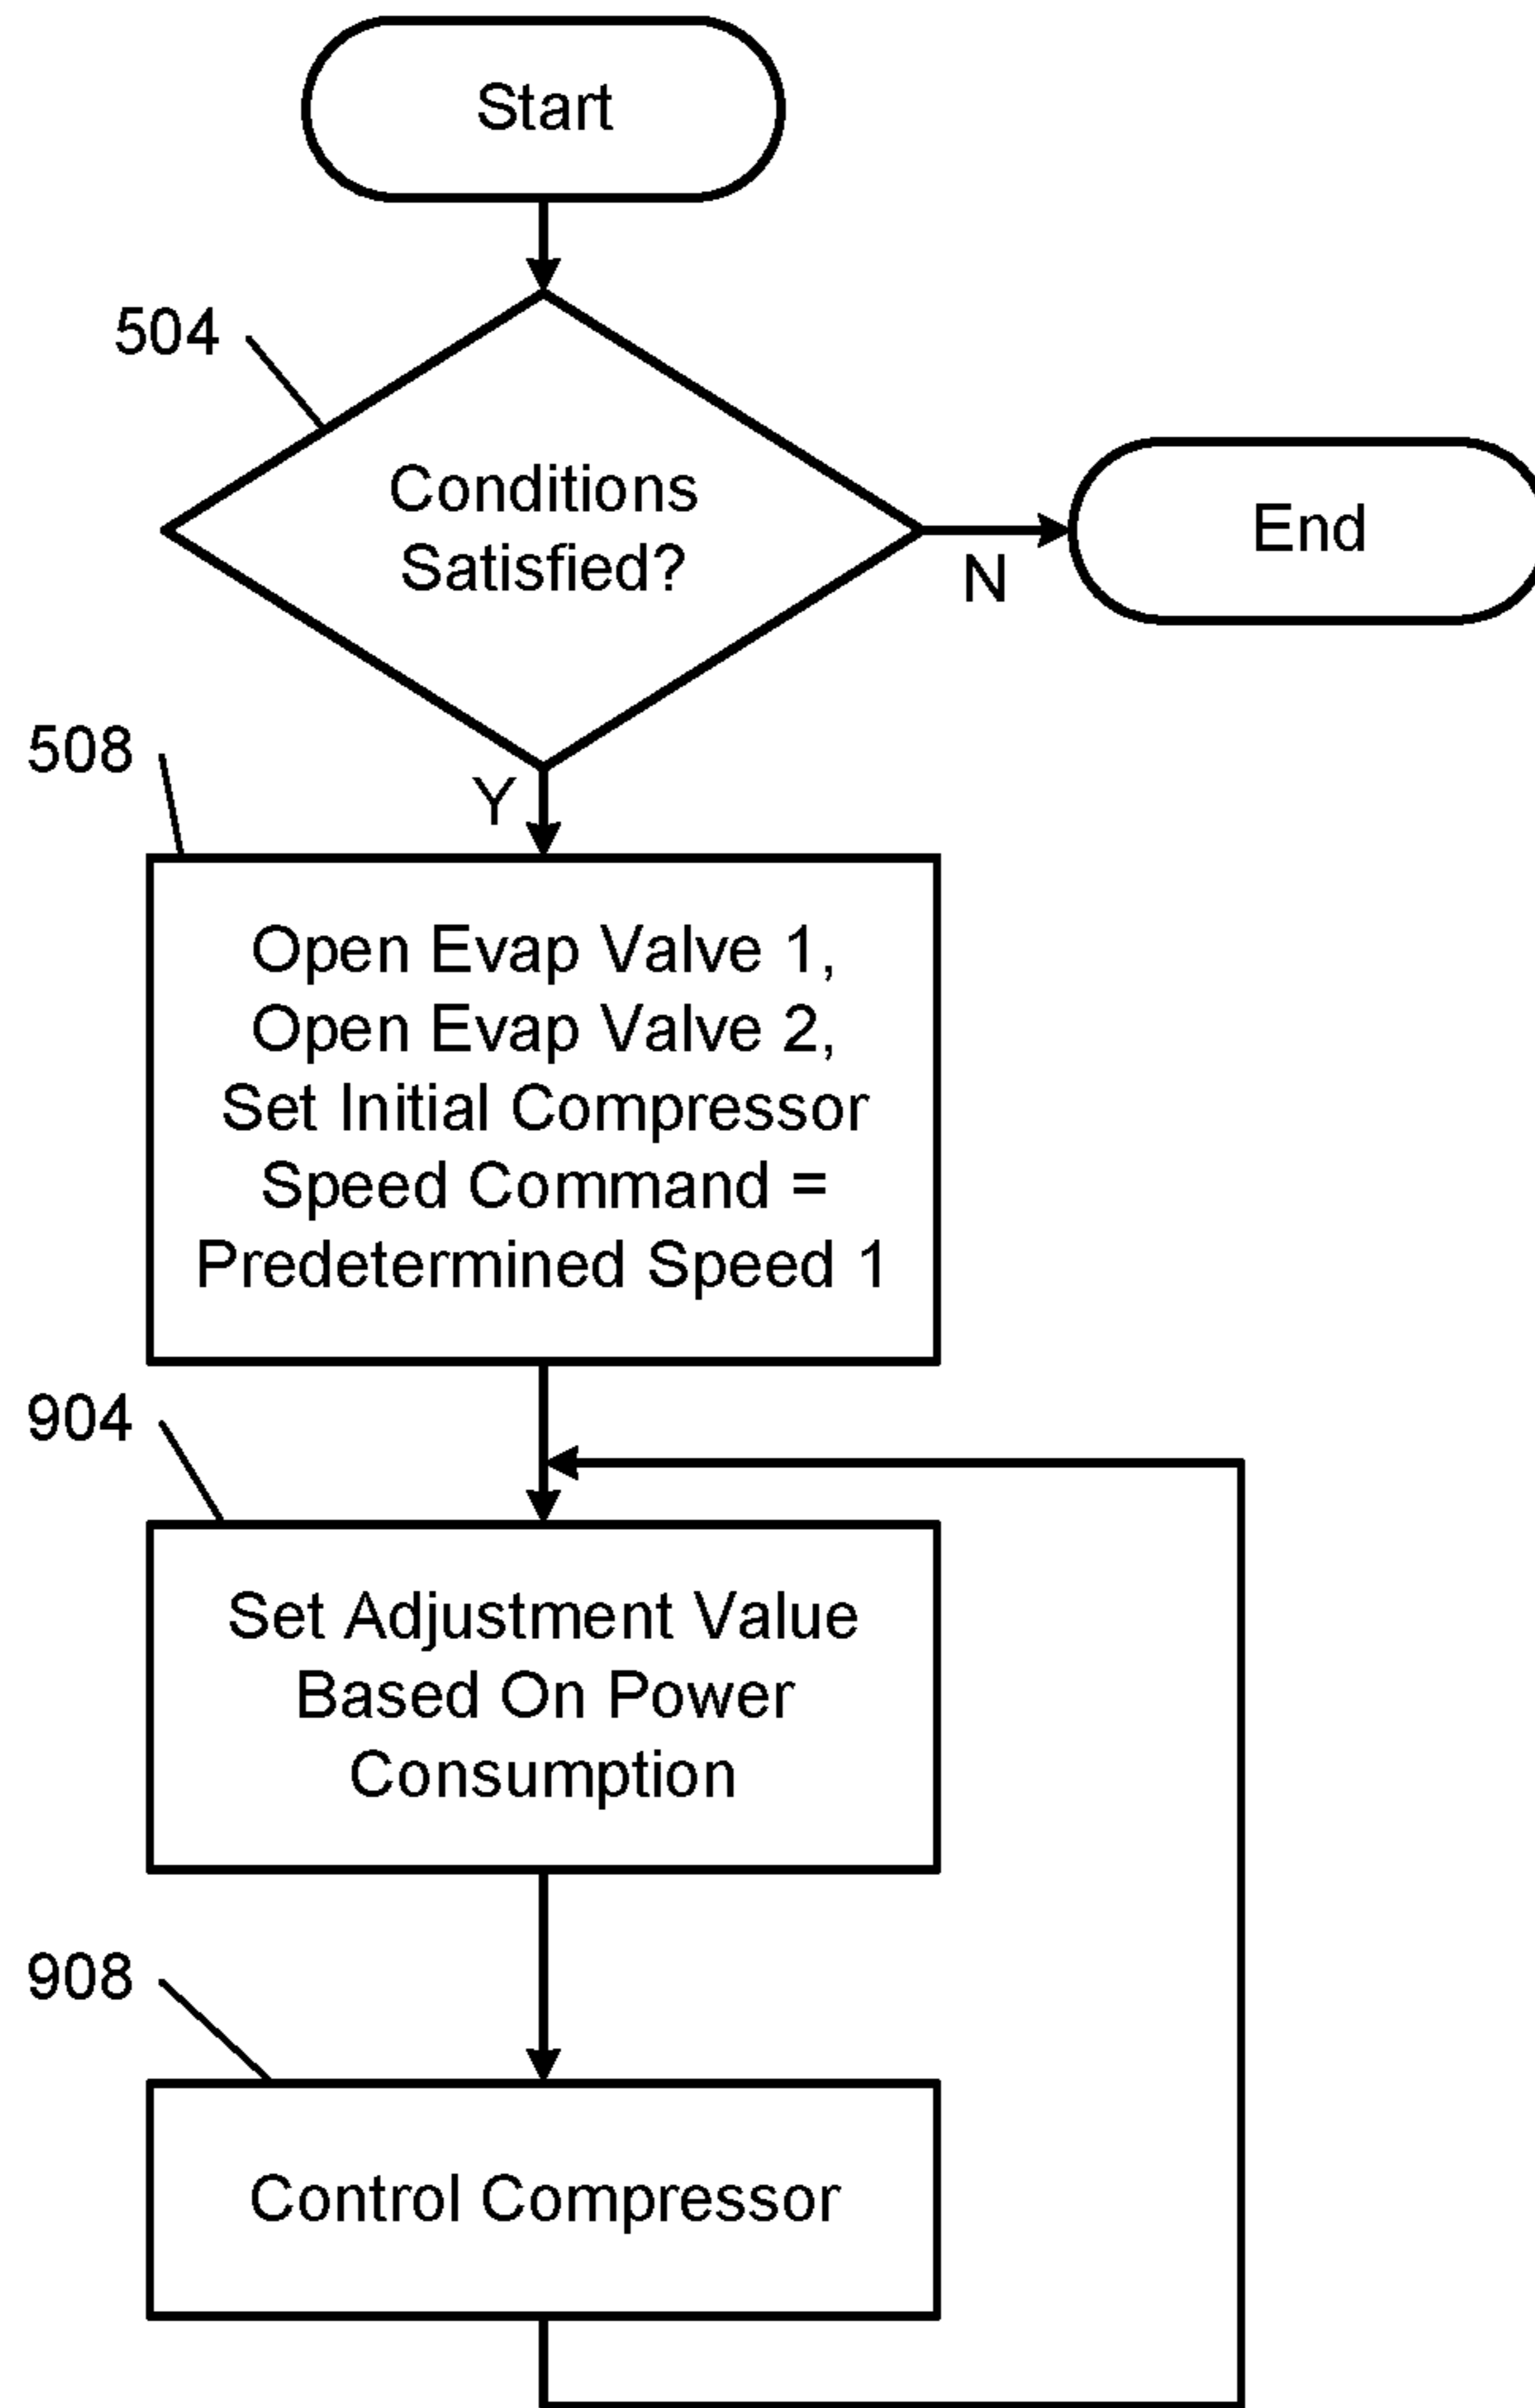 Start
504
Conditions
Satisfied?
N
End
Y
508
Open Evap Valve 1,
Open Evap Valve 2,
Set Initial Compressor
Speed Command =
Predetermined Speed 1
904
Set Adjustment Value
Based On Power
Consumption
908
Control Compressor